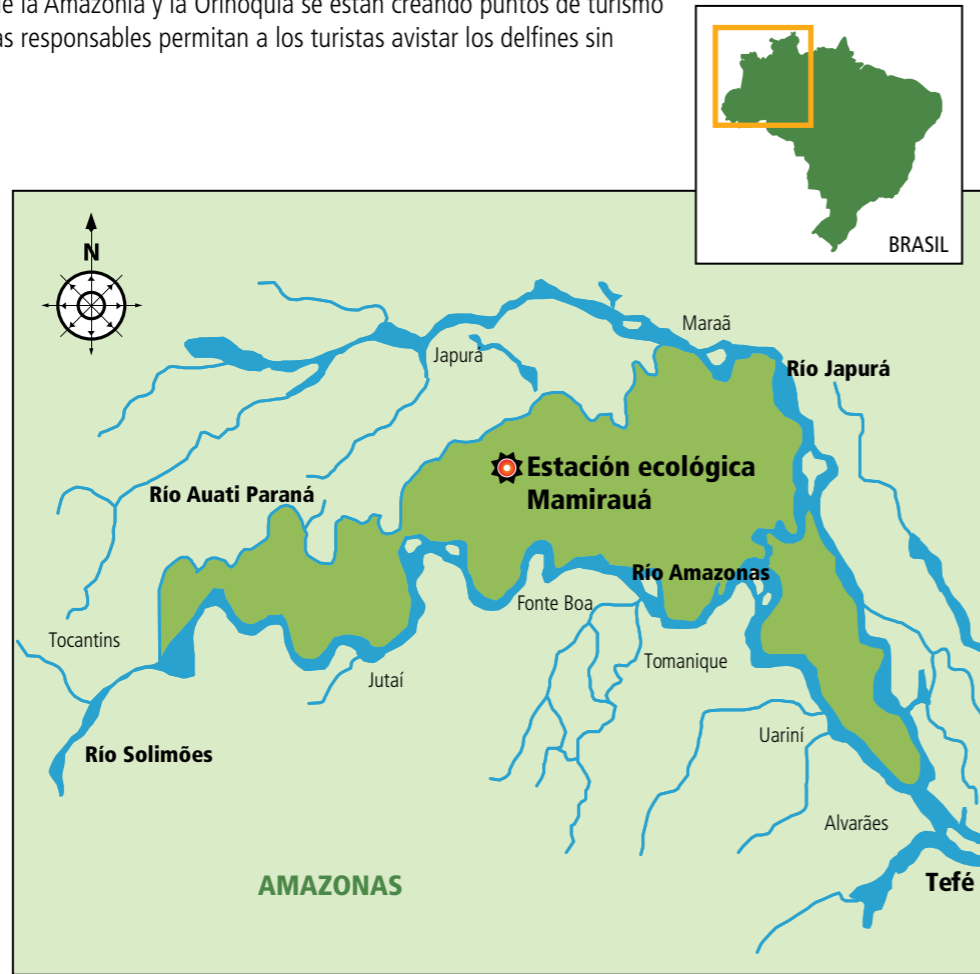 de la Amazonia y la Orinoquia se están creando puntos de turismo
as responsables permitan a los turistas avistar los delfines sin
BRASIL
N
Maraã
Japurá
Río Japurá
Estación ecológica
Mamirauá
Río Auati Paraná
Río Amazonas
Fonte Boa
Tocantins
Tomanique
Jutaí
Uariní
Río Solimões
Alvarães
AMAZONAS
Tefé